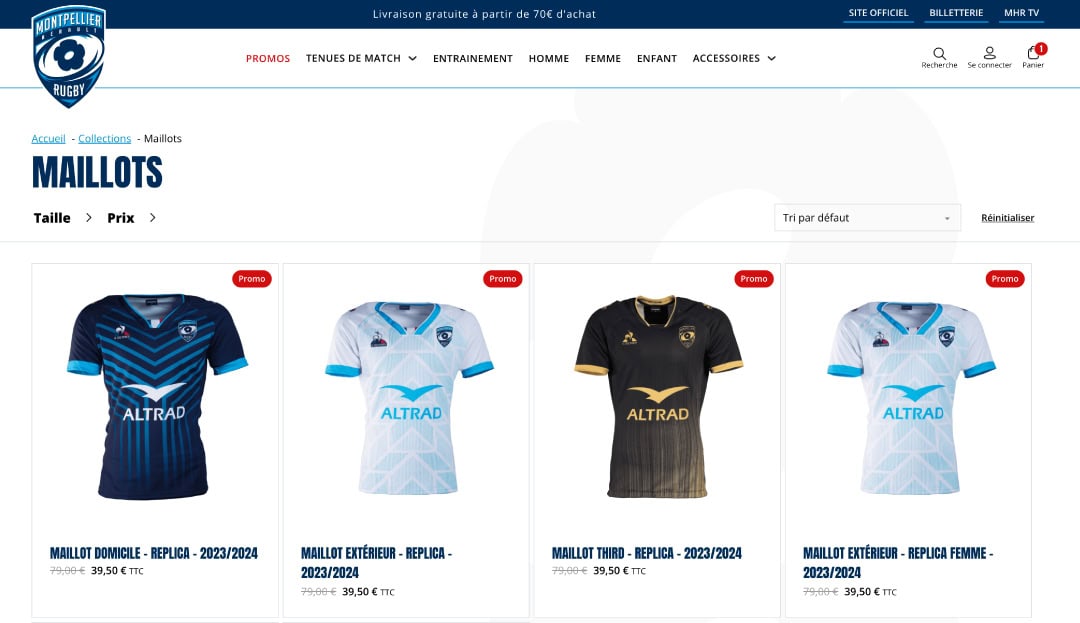 Livraison gratuite à partir de 70€ d'achat
SITE OFFICIEL BILLETTERIE MHR TV
MONTPELLIER
HERAULT
RUGBY
PROMOS TENUES DE MATCH ENTRAINEMENT HOMME FEMME ENFANT ACCESSOIRES
1
Recherche Se connecter Panier
Accueil - Collections - Maillots
MAILLOTS
Taille Prix
Tri par défaut
Réinitialiser
Promo Promo Promo Promo
ALTRAD ALTRAD ALTRAD ALTRAD
MAILLOT DOMICILE - REPLICA - 2023/2024
79,00 € 39,50 € TTC
MAILLOT EXTÉRIEUR - REPLICA -
2023/2024
79,00 € 39,50 € TTC
MAILLOT THIRD - REPLICA - 2023/2024
79,00 € 39,50 € TTC
MAILLOT EXTÉRIEUR - REPLICA FEMME -
2023/2024
79,00 € 39,50 € TTC